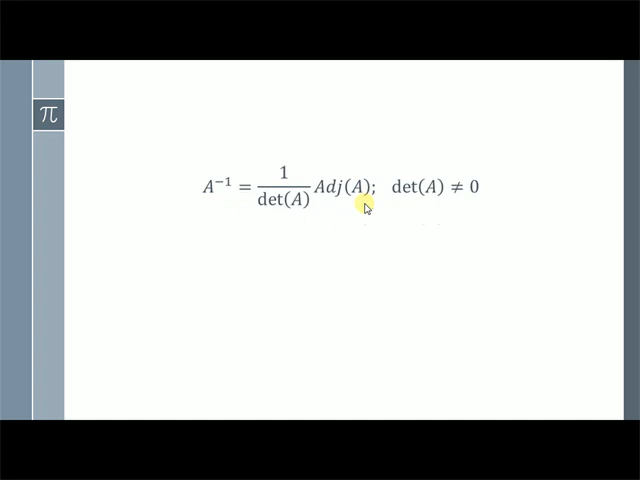 π
A⁻¹ = 1/det(A) Adj(A); det(A) ≠ 0